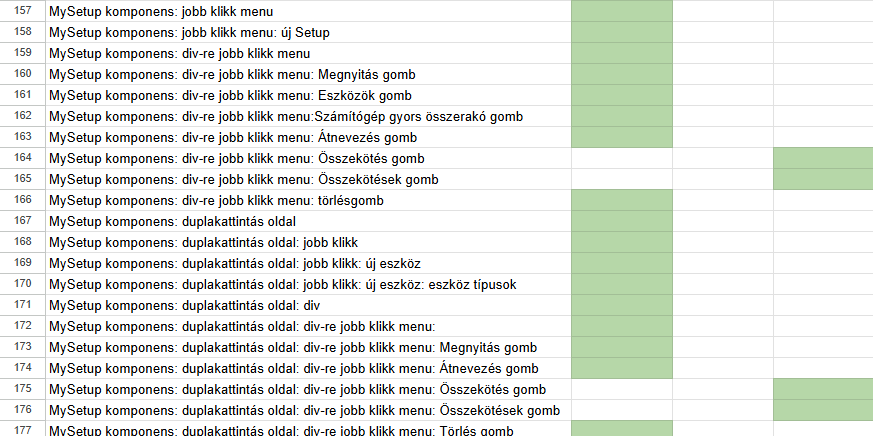 157 MySetup komponens: jobb klikk menu
158 MySetup komponens: jobb klikk menu: új Setup
159 MySetup komponens: div-re jobb klikk menu
160 MySetup komponens: div-re jobb klikk menu: Megnyitás gomb
161 MySetup komponens: div-re jobb klikk menu: Eszközök gomb
162 MySetup komponens: div-re jobb klikk menu:Számítógép gyors összerakó gomb
163 MySetup komponens: div-re jobb klikk menu: Átnevezés gomb
164 MySetup komponens: div-re jobb klikk menu: Összekötés gomb
165 MySetup komponens: div-re jobb klikk menu: Összekötések gomb
166 MySetup komponens: div-re jobb klikk menu: törlésgomb
167 MySetup komponens: duplakattintás oldal
168 MySetup komponens: duplakattintás oldal: jobb klikk
169 MySetup komponens: duplakattintás oldal: jobb klikk: új eszköz
170 MySetup komponens: duplakattintás oldal: jobb klikk: új eszköz: eszköz típusok
171 MySetup komponens: duplakattintás oldal: div
172 MySetup komponens: duplakattintás oldal: div-re jobb klikk menu:
173 MySetup komponens: duplakattintás oldal: div-re jobb klikk menu: Megnyitás gomb
174 MySetup komponens: duplakattintás oldal: div-re jobb klikk menu: Átnevezés gomb
175 MySetup komponens: duplakattintás oldal: div-re jobb klikk menu: Összekötés gomb
176 MySetup komponens: duplakattintás oldal: div-re jobb klikk menu: Összekötések gomb
177 MySetup komponens: duplakattintás oldal: div-re jobb klikk menu: Törlés gomb